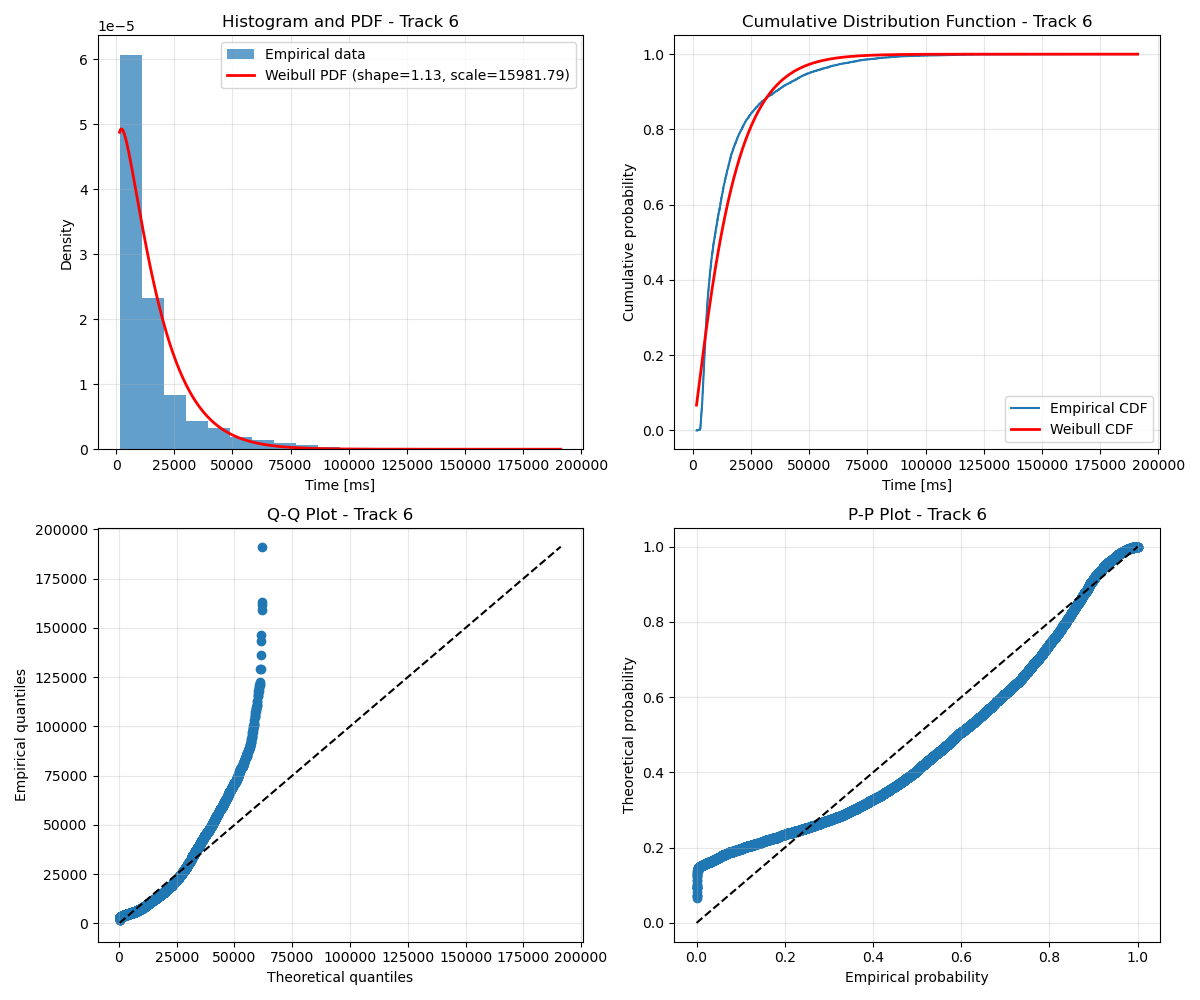 Histogram and PDF - Track 6
1e−5
Empirical data
Weibull PDF (shape=1.13, scale=15981.79)
6
5
4
3
2
1
0
Density
0 25000 50000 75000 100000 125000 150000 175000 200000
Time [ms]
Cumulative Distribution Function - Track 6
1.0
0.8
0.6
0.4
0.2
0.0
Cumulative probability
Empirical CDF
Weibull CDF
0 25000 50000 75000 100000 125000 150000 175000 200000
Time [ms]
Q-Q Plot - Track 6
200000
175000
150000
125000
100000
75000
50000
25000
0
Empirical quantiles
0 25000 50000 75000 100000 125000 150000 175000 200000
Theoretical quantiles
P-P Plot - Track 6
1.0
0.8
0.6
0.4
0.2
0.0
Theoretical probability
0.0 0.2 0.4 0.6 0.8 1.0
Empirical probability